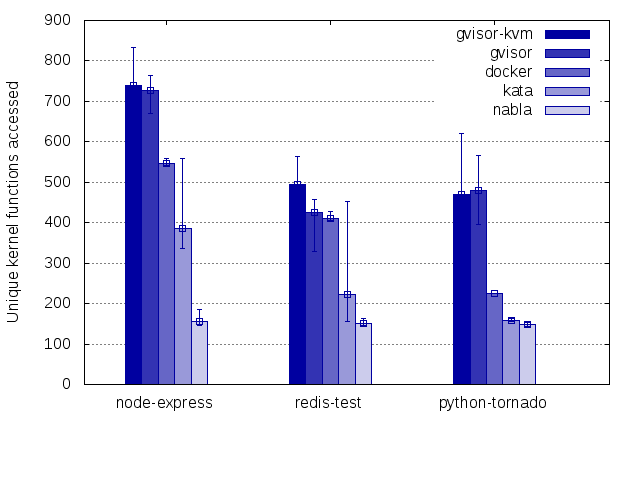 Unique kernel functions accessed
900
800
700
600
500
400
300
200
100
0
gvisor-kvm
gvisor
docker
kata
nabla
node-express
redis-test
python-tornado